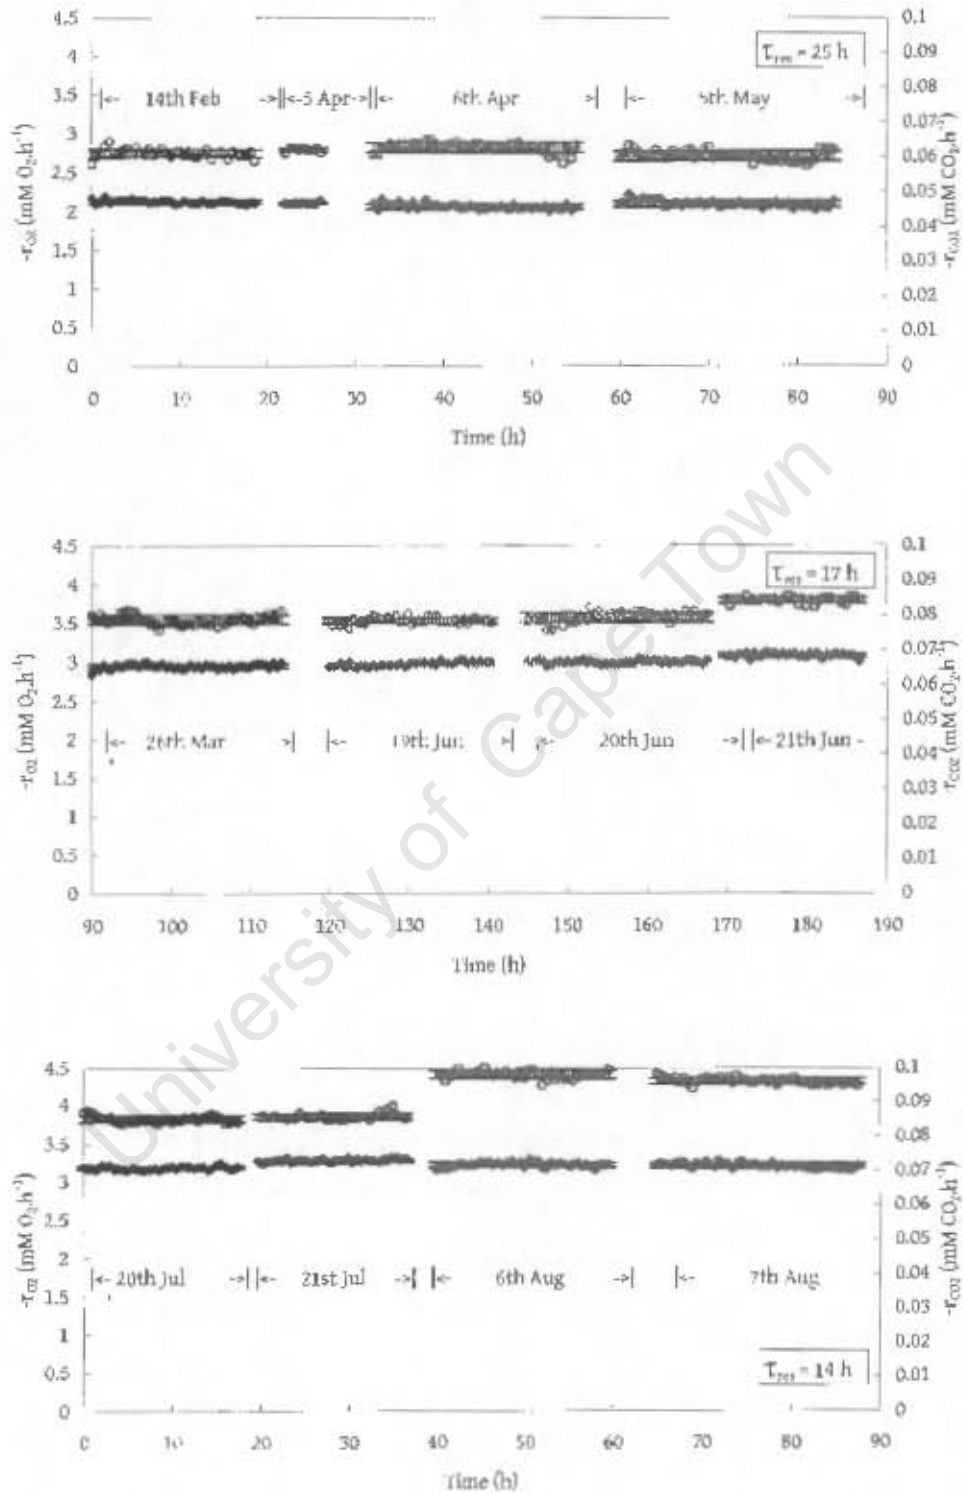 4.5
4
3.5
3
2.5
2
1.5
1
0.5
0
-rO2 (mM O2.h-1)
0.1
0.09
0.08
0.07
0.06
0.05
0.04
0.03
0.02
0.01
0
-rCO2 (mM CO2.h-1)
τres = 25 h
14th Feb
5 Apr
6th Apr
5th May
0 10 20 30 40 50 60 70 80 90
Time (h)
4.5
4
3.5
3
2.5
2
1.5
1
0.5
0
-rO2 (mM O2.h-1)
0.1
0.09
0.08
0.07
0.06
0.05
0.04
0.03
0.02
0.01
0
-rCO2 (mM CO2.h-1)
τres = 17 h
26th Mar
19th Jun
20th Jun
21th Jun
90 100 110 120 130 140 150 160 170 180 190
Time (h)
4.5
4
3.5
3
2.5
2
1.5
1
0.5
0
-rO2 (mM O2.h-1)
0.1
0.09
0.08
0.07
0.06
0.05
0.04
0.03
0.02
0.01
0
-rCO2 (mM CO2.h-1)
20th Jul
21st Jul
6th Aug
7th Aug
τres = 14 h
0 10 20 30 40 50 60 70 80 90
Time (h)
University of Cape Town